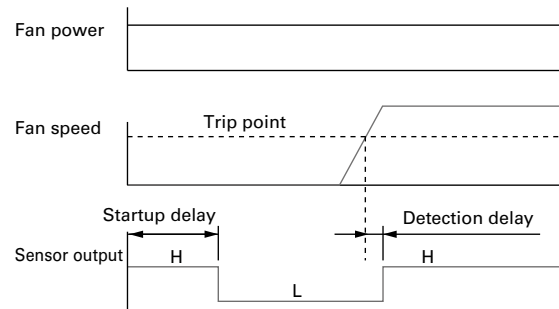 Fan power
Fan speed
Trip point
Startup delay
Detection delay
Sensor output
H
H
L